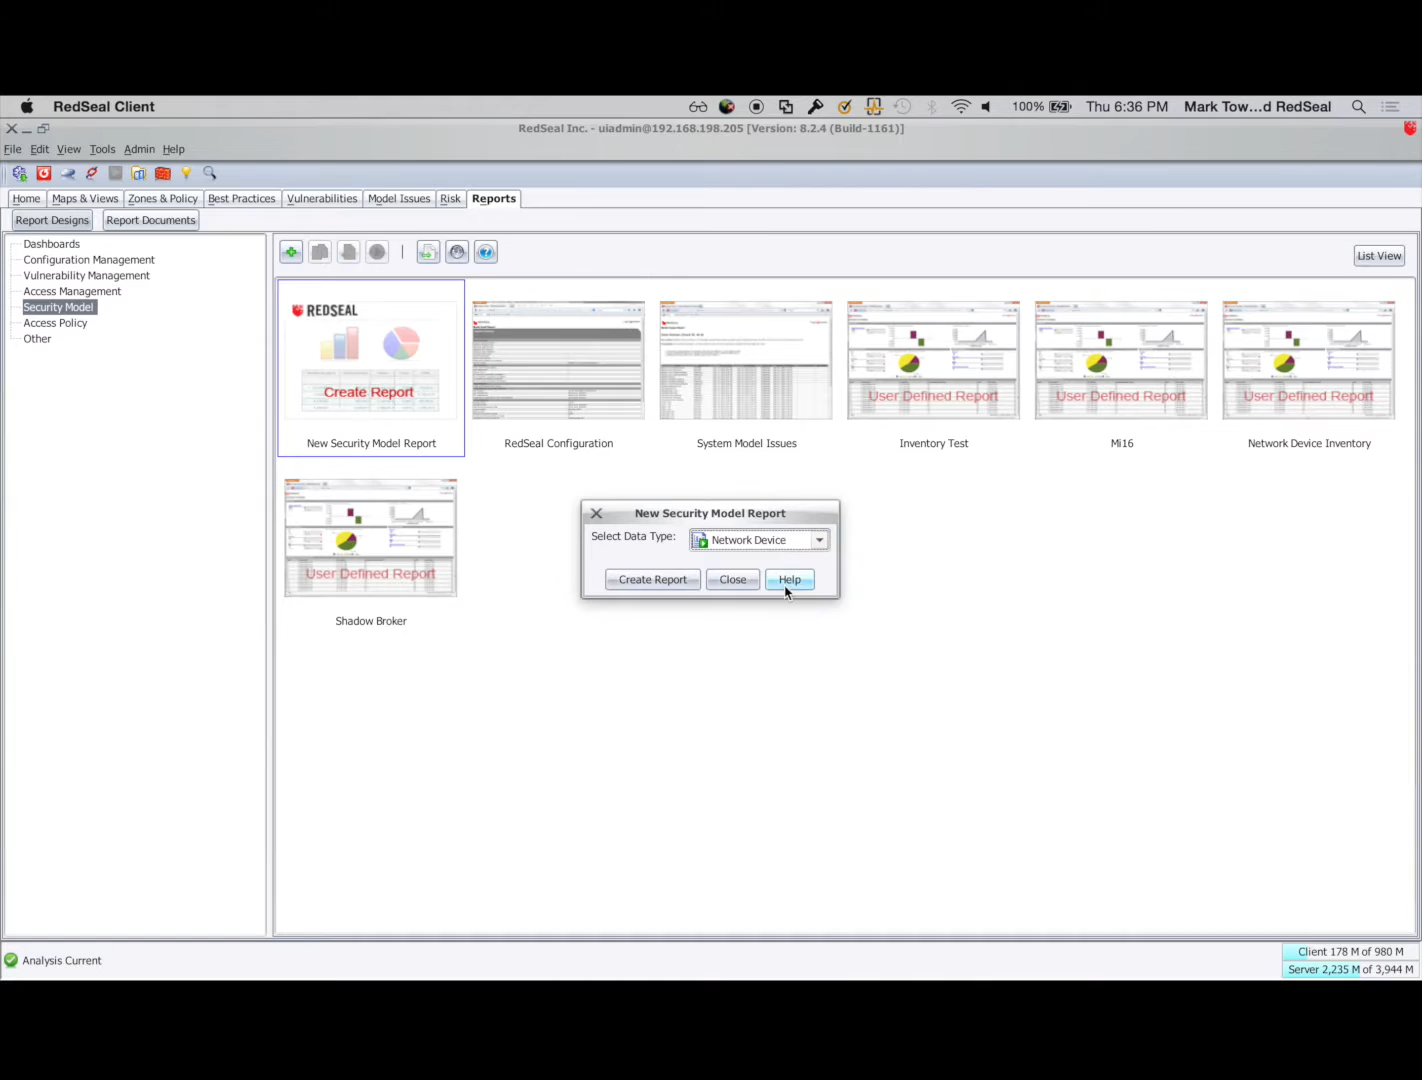 RedSeal Client
100%
Thu 6:36 PM
Mark Tow...d RedSeal
RedSeal Inc. - uiadmin@192.168.198.205 [Version: 8.2.4 (Build-1161)]
File Edit View Tools Admin Help
Home Maps & Views Zones & Policy Best Practices Vulnerabilities Model Issues Risk Reports
Report Designs Report Documents
Dashboards
Configuration Management
Vulnerability Management
Access Management
Security Model
Access Policy
Other
List View
REDSEAL
Create Report
New Security Model Report
RedSeal Configuration
System Model Issues
User Defined Report
Inventory Test
User Defined Report
Mi16
User Defined Report
Network Device Inventory
User Defined Report
Shadow Broker
New Security Model Report
Select Data Type: Network Device
Create Report Close Help
Analysis Current
Client 178 M of 980 M
Server 2,235 M of 3,944 M